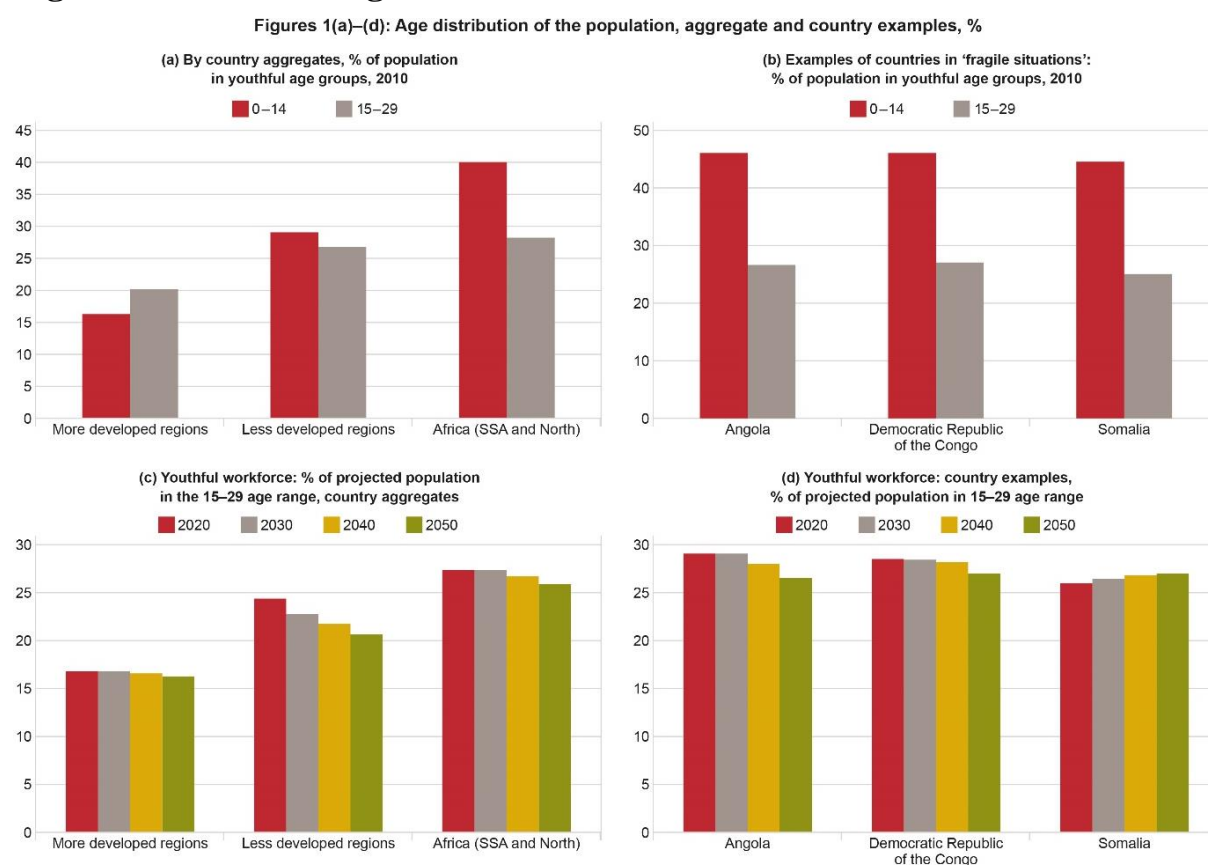 Figures 1(a)–(d): Age distribution of the population, aggregate and country examples, %
(a) By country aggregates, % of population
in youthful age groups, 2010
0–14 15–29
45
40
35
30
25
20
15
10
5
0
More developed regions Less developed regions Africa (SSA and North)
(b) Examples of countries in ‘fragile situations’:
% of population in youthful age groups, 2010
0–14 15–29
50
40
30
20
10
0
Angola Democratic Republic Somalia
of the Congo
(c) Youthful workforce: % of projected population
in the 15–29 age range, country aggregates
2020 2030 2040 2050
30
25
20
15
10
5
0
More developed regions Less developed regions Africa (SSA and North)
(d) Youthful workforce: country examples,
% of projected population in 15–29 age range
2020 2030 2040 2050
30
25
20
15
10
5
0
Angola Democratic Republic Somalia
of the Congo